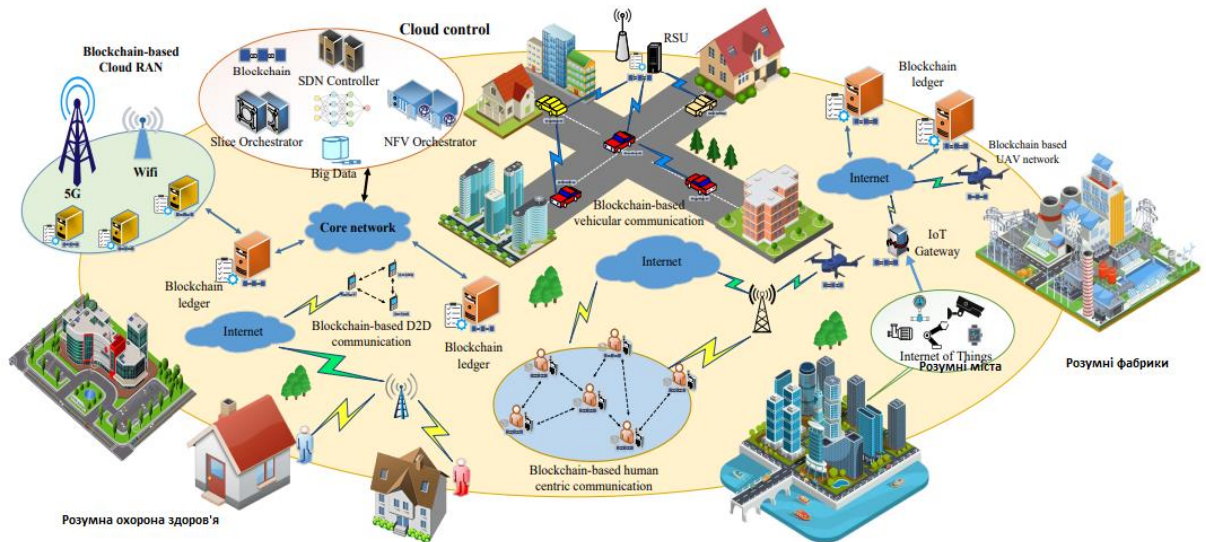 Cloud control
Blockchain-based
Cloud RAN
Blockchain
SDN Controller
Slice Orchestrator
NFV Orchestrator
Big Data
RSU
Blockchain
ledger
Blockchain based
UAV network
5G
Wifi
Core network
Blockchain
ledger
Blockchain-based
vehicular communication
Internet
Internet
IoT
Gateway
Internet
Blockchain-based D2D
communication
Blockchain
ledger
Internet of Things
Розумні міста
Розумні фабрики
Blockchain-based human
centric communication
Розумна охорона здоров'я